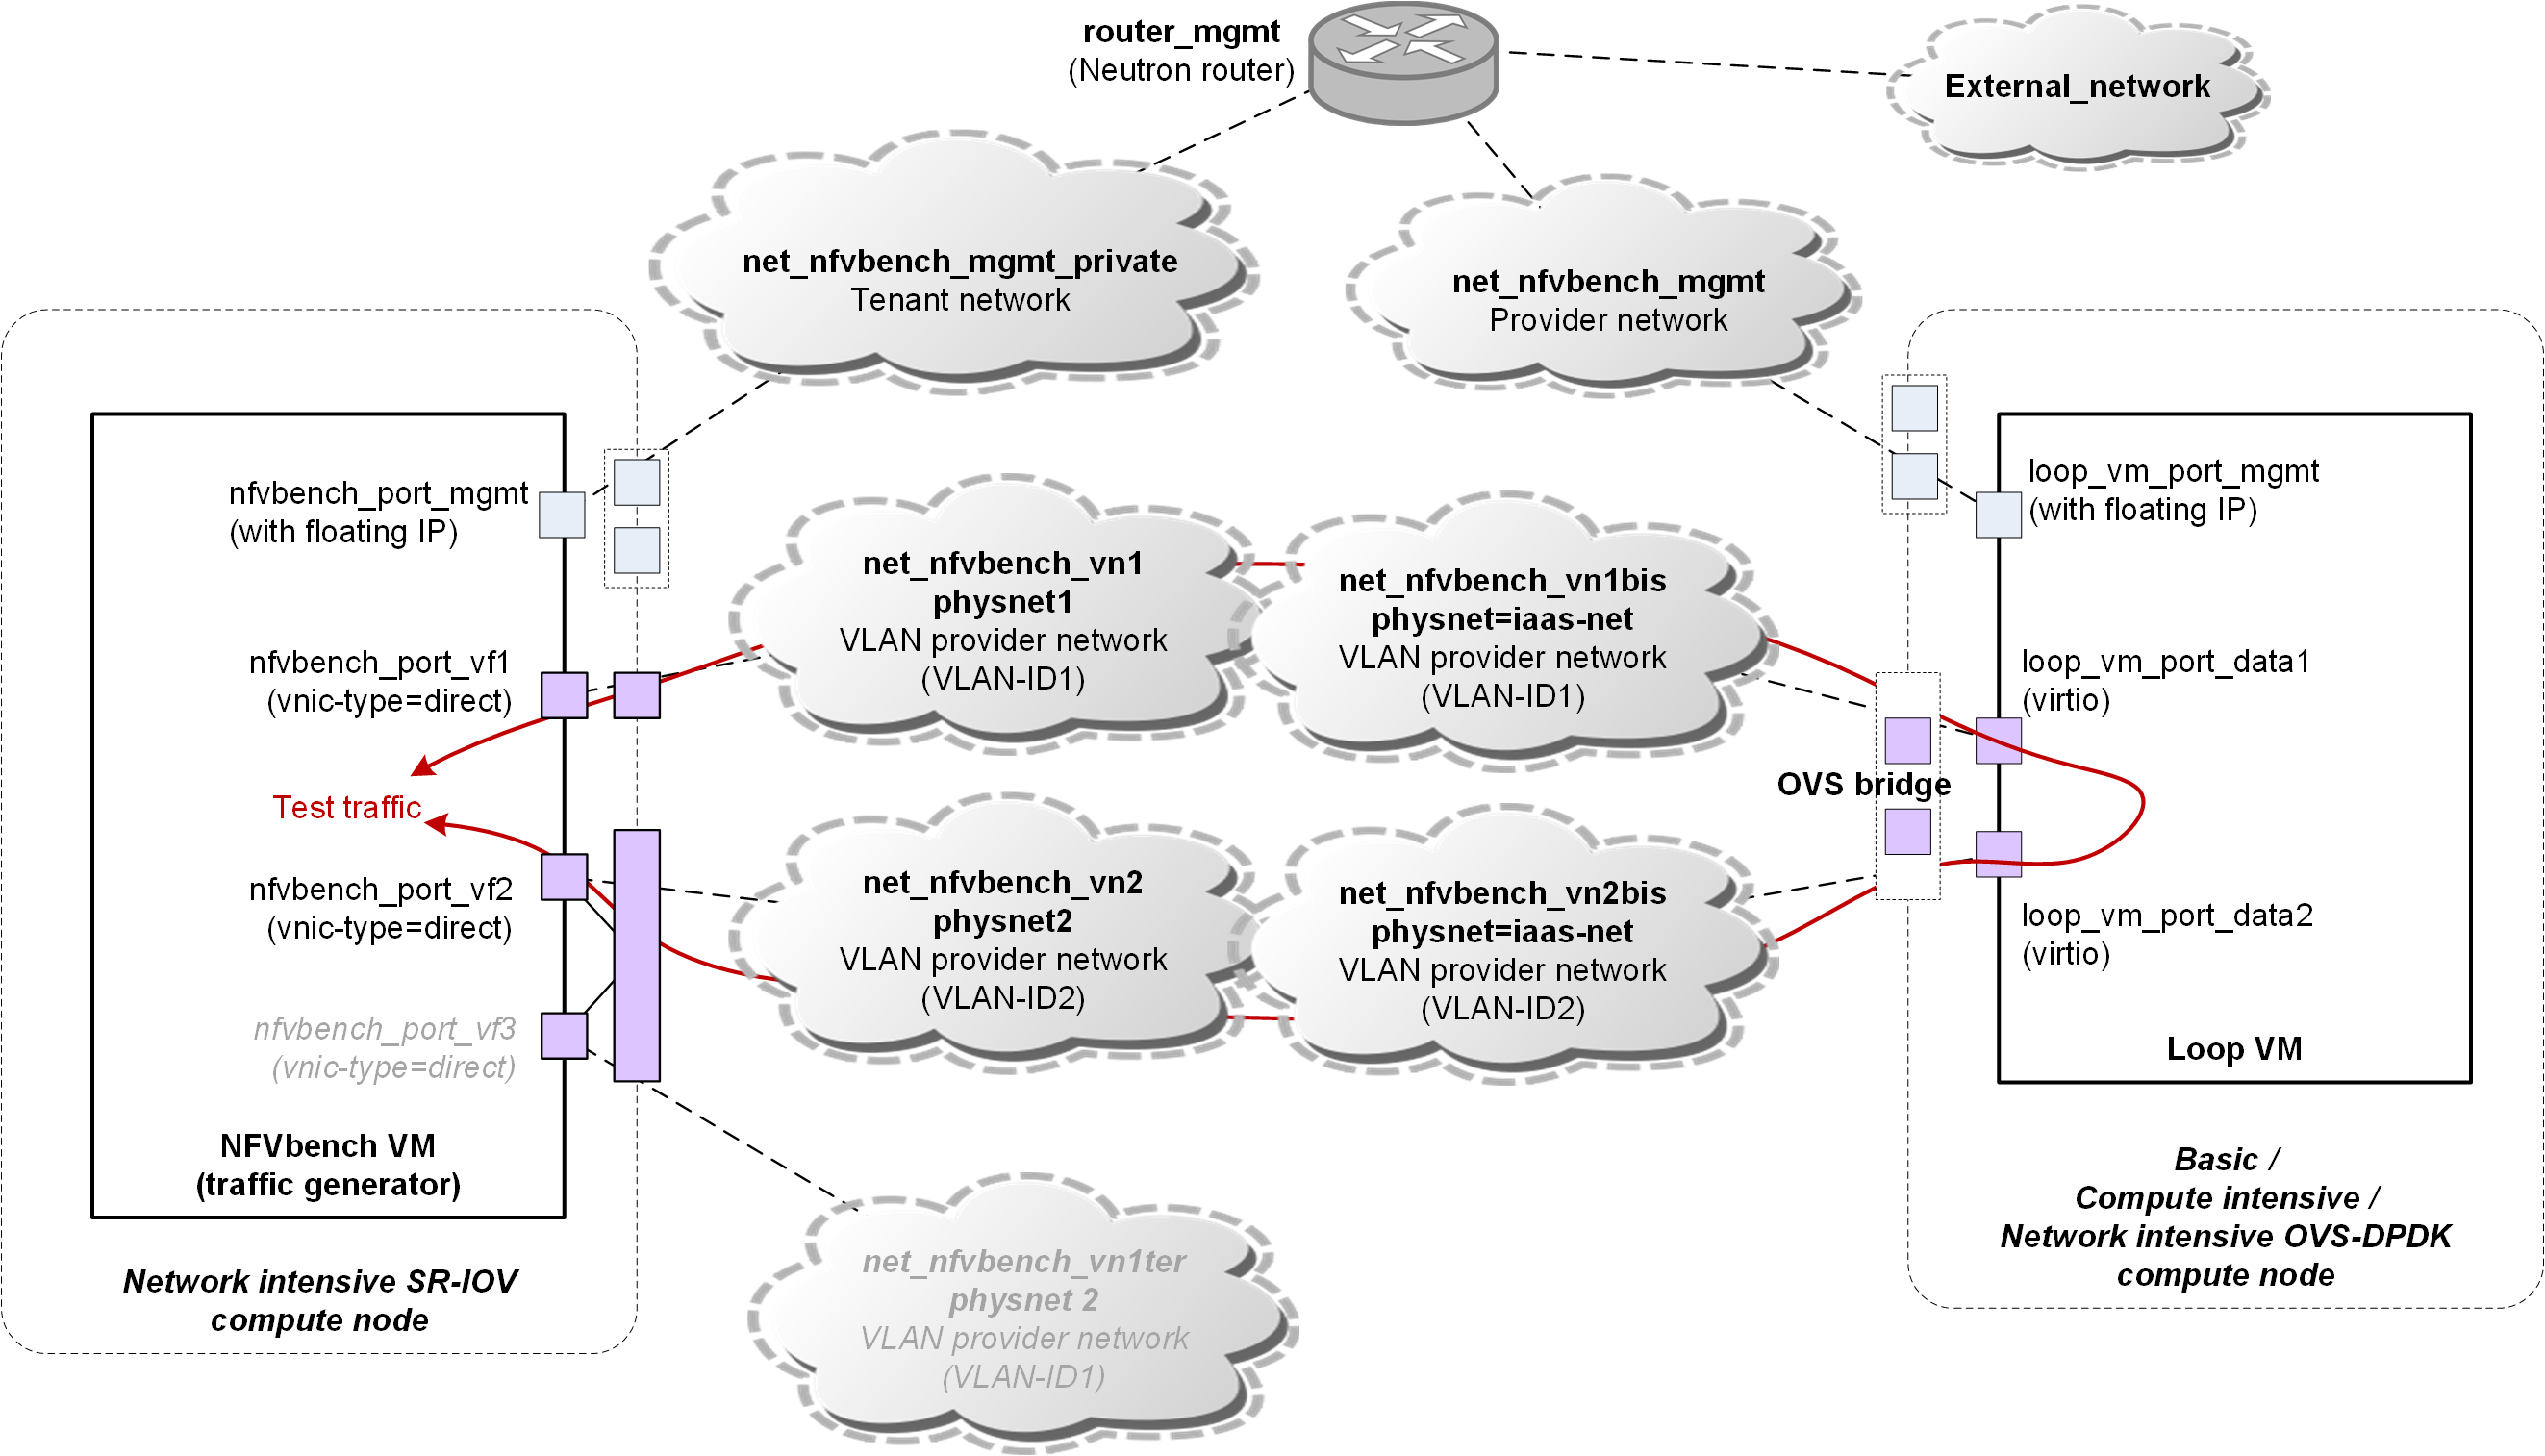 router_mgmt
(Neutron router)
External_network
net_nfvbench_mgmt_private
Tenant network
net_nfvbench_mgmt
Provider network
nfvbench_port_mgmt
(with floating IP)
loop_vm_port_mgmt
(with floating IP)
net_nfvbench_vn1
physnet1
VLAN provider network
(VLAN-ID1)
net_nfvbench_vn1bis
physnet=iaas-net
VLAN provider network
(VLAN-ID1)
nfvbench_port_vf1
(vnic-type=direct)
loop_vm_port_data1
(virtio)
Test traffic
OVS bridge
nfvbench_port_vf2
(vnic-type=direct)
net_nfvbench_vn2
physnet2
VLAN provider network
(VLAN-ID2)
net_nfvbench_vn2bis
physnet=iaas-net
VLAN provider network
(VLAN-ID2)
loop_vm_port_data2
(virtio)
nfvbench_port_vf3
(vnic-type=direct)
Loop VM
NFVbench VM
(traffic generator)
Network intensive SR-IOV
compute node
Basic /
Compute intensive /
Network intensive OVS-DPDK
compute node
net_nfvbench_vn1ter
physnet 2
VLAN provider network
(VLAN-ID1)